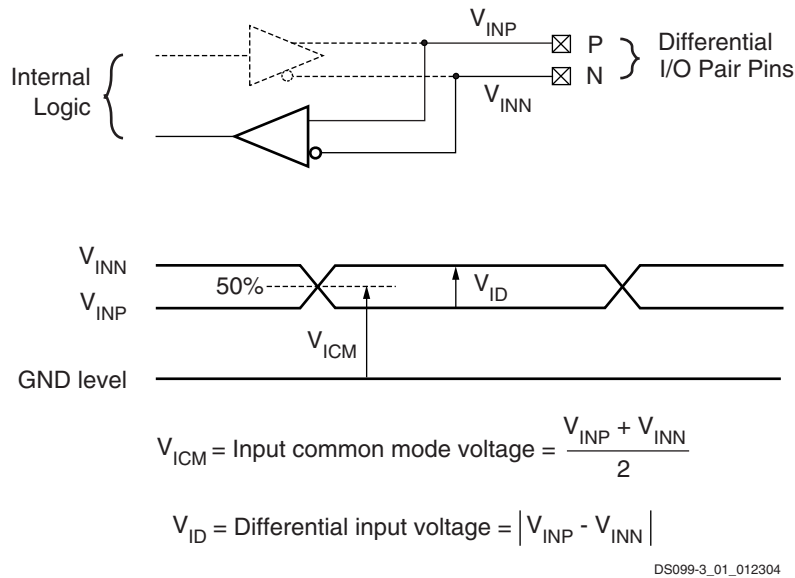 V_INP
P
Differential
I/O Pair Pins
N
V_INN
Internal
Logic
V_INN
50%
V_ID
V_INP
V_ICM
GND level
V_ICM = Input common mode voltage = (V_INP + V_INN) / 2
V_ID = Differential input voltage = |V_INP - V_INN|
DS099-3_01_012304